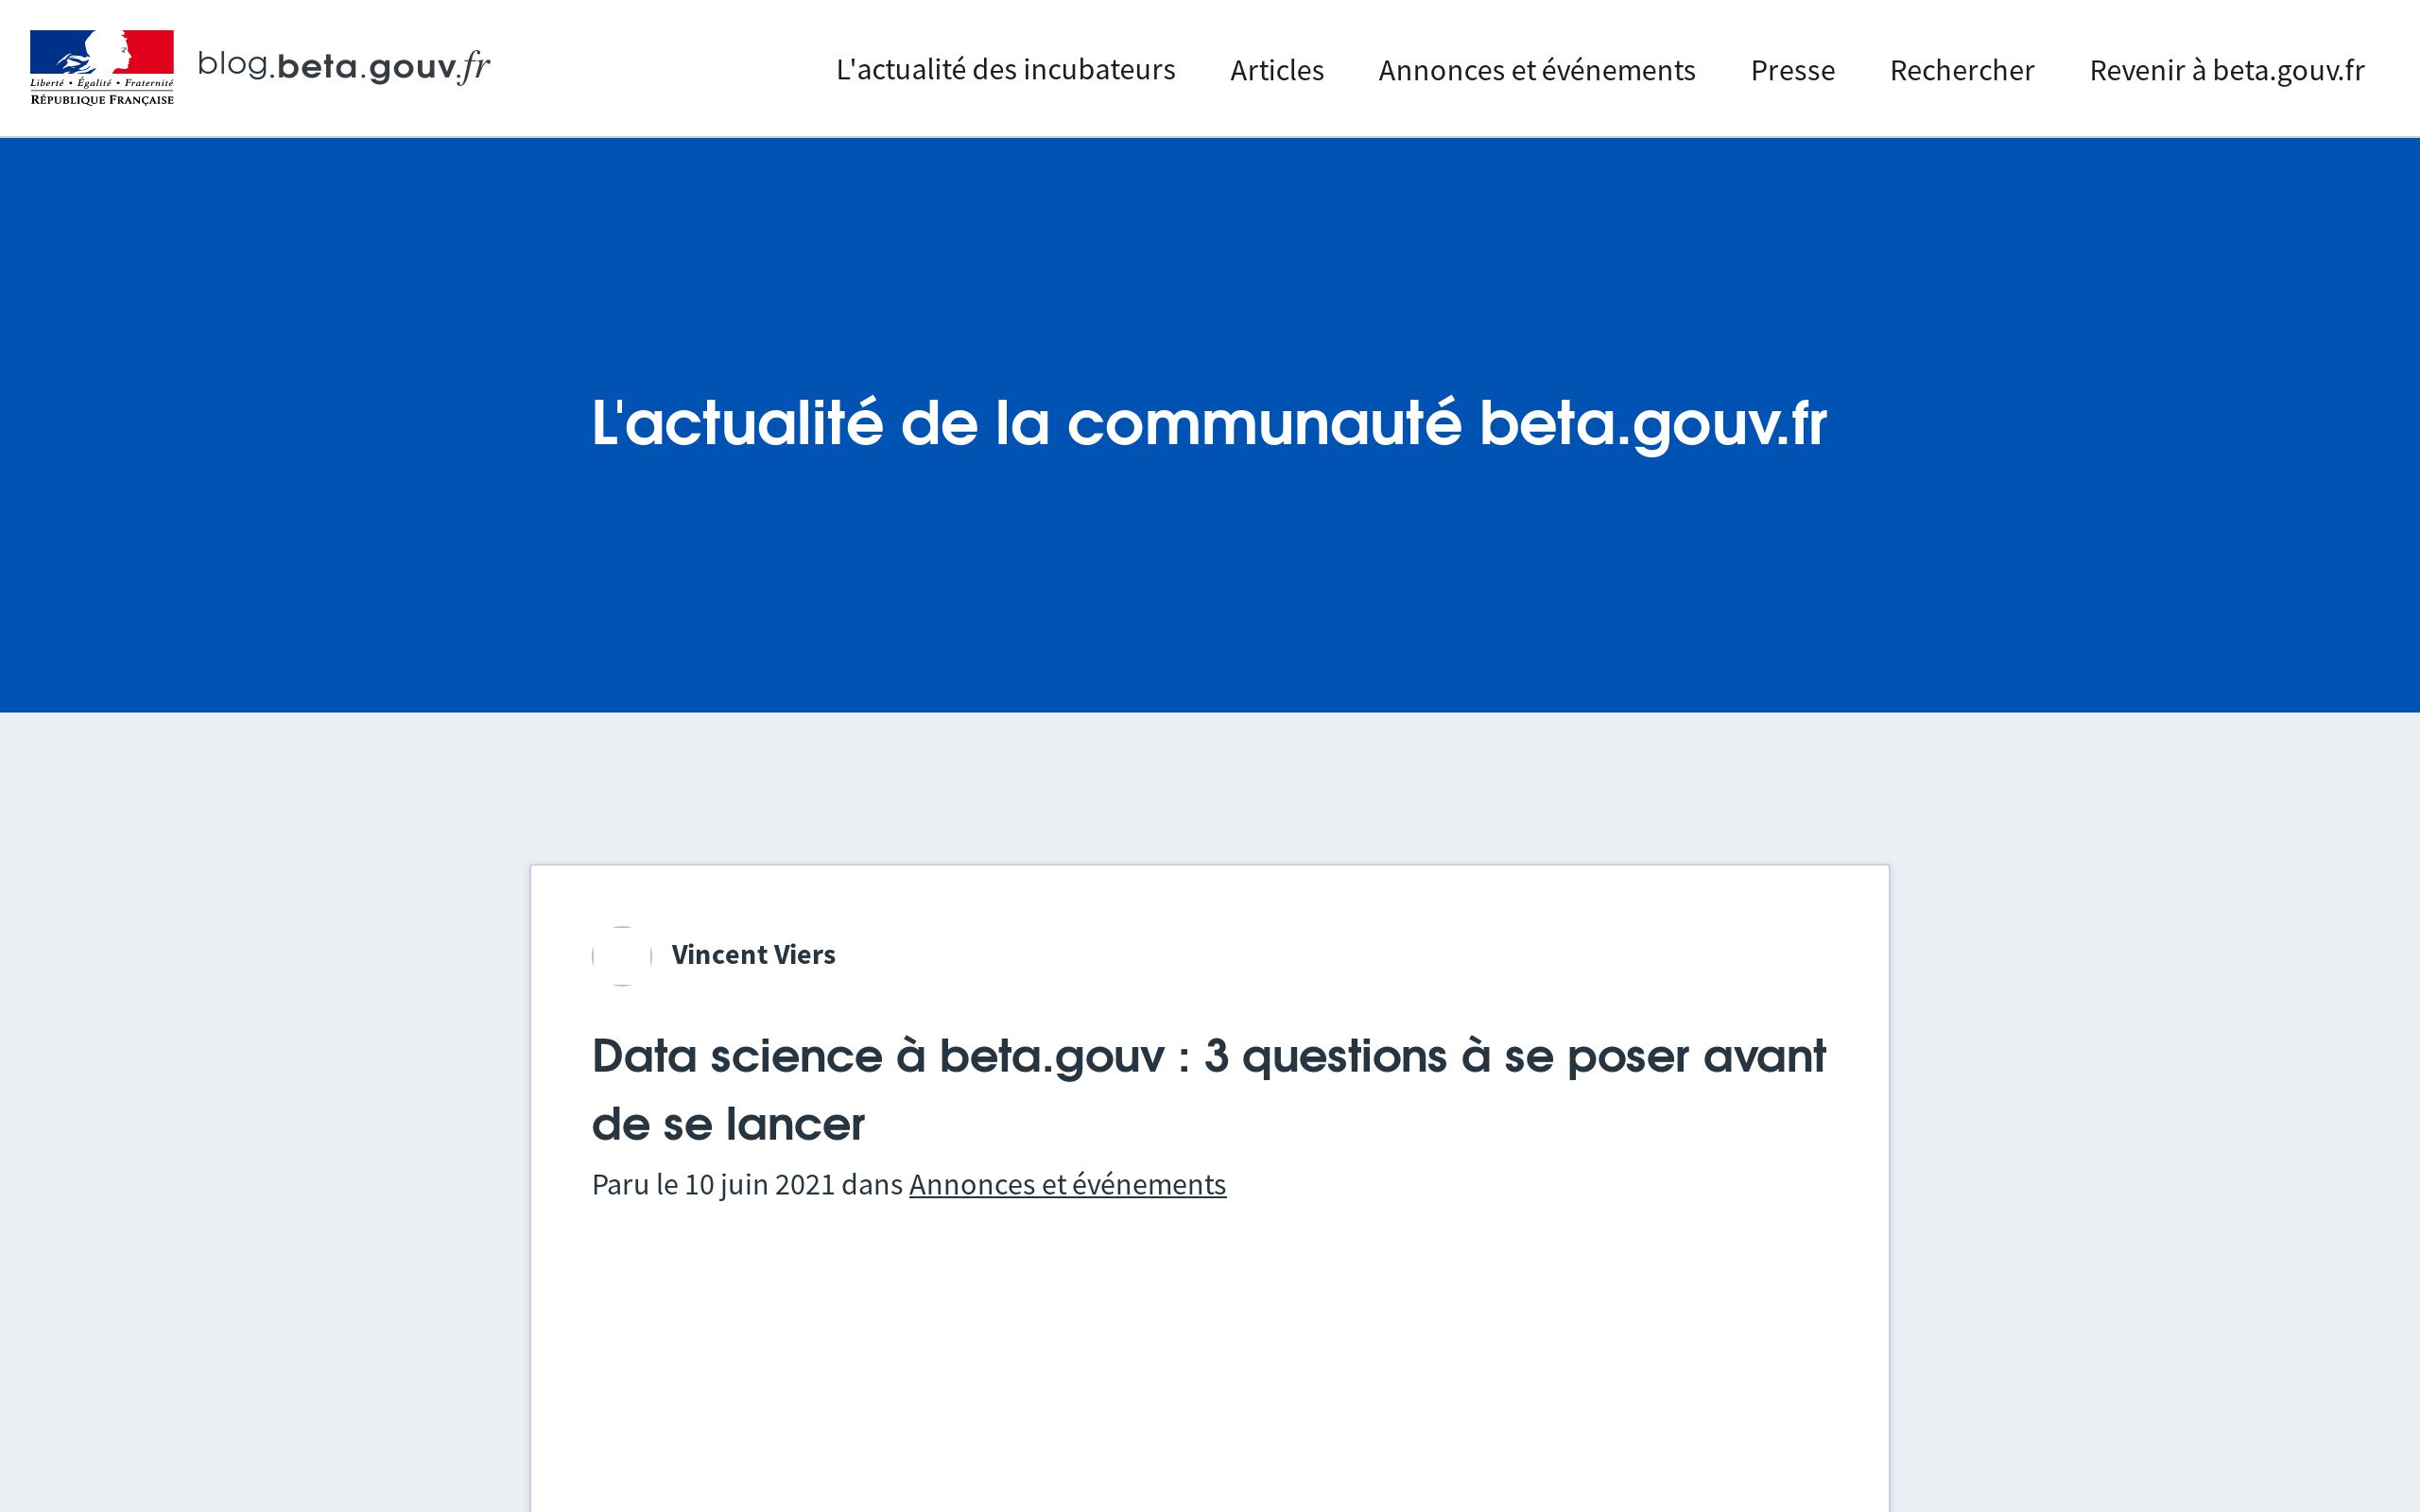 Liberté • Égalité • Fraternité
RÉPUBLIQUE FRANÇAISE
blog.beta.gouv.fr
L'actualité des incubateurs
Articles
Annonces et événements
Presse
Rechercher
Revenir à beta.gouv.fr
L'actualité de la communauté beta.gouv.fr
Vincent Viers
Data science à beta.gouv : 3 questions à se poser avant
de se lancer
Paru le 10 juin 2021 dans Annonces et événements